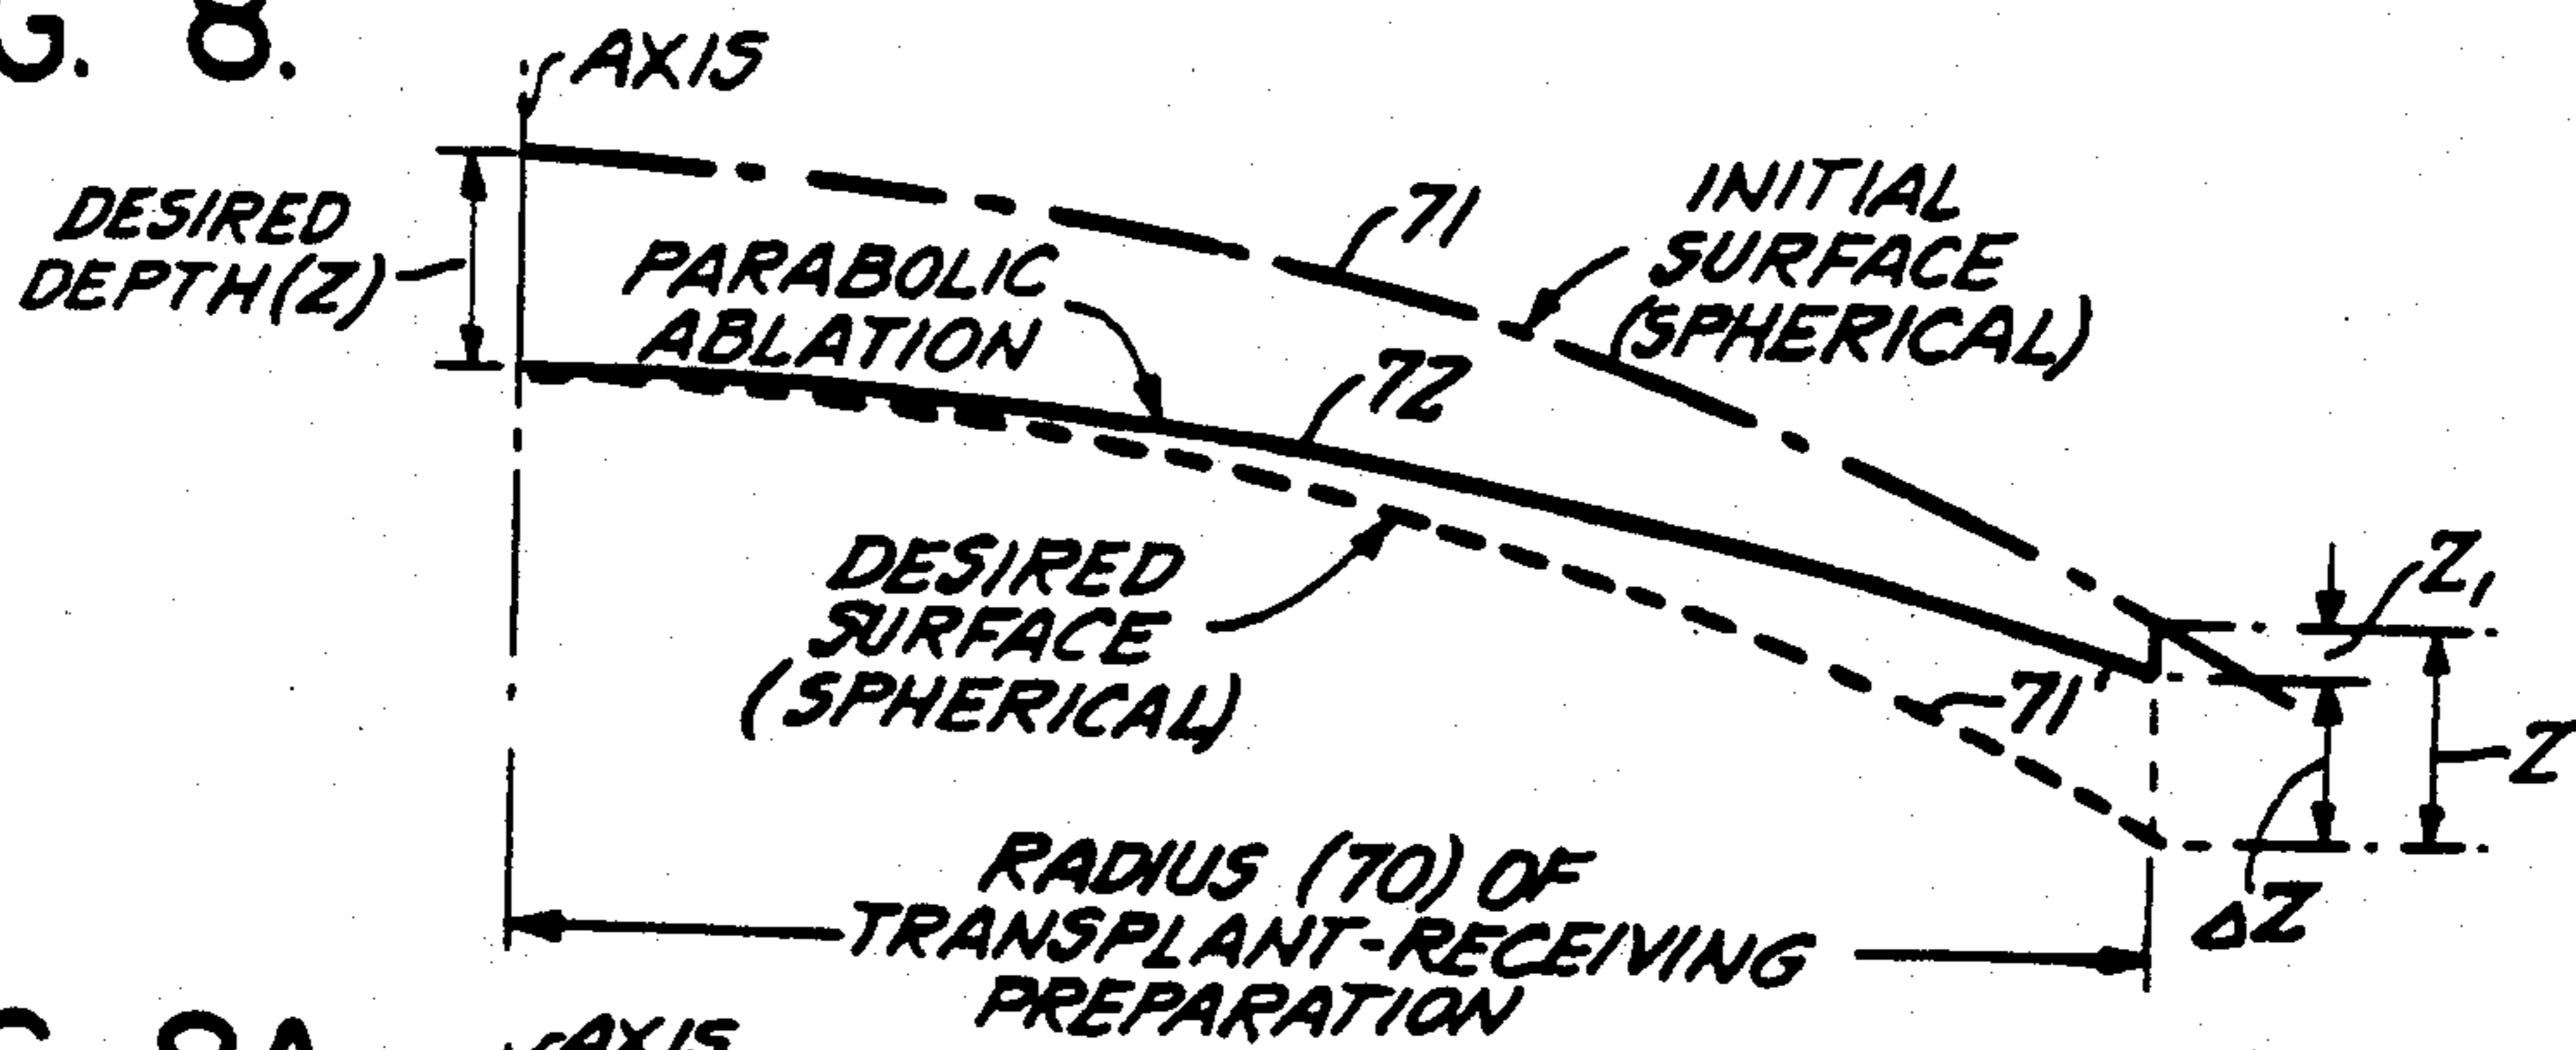 G. 8.
AXIS
DESIRED
DEPTH(Z)
PARABOLIC
ABLATION
71
INITIAL
SURFACE
(SPHERICAL)
72
DESIRED
SURFACE
(SPHERICAL)
71'
Z₁
Z
ΔZ
RADIUS (70) OF
TRANSPLANT-RECEIVING
PREPARATION
AXIS